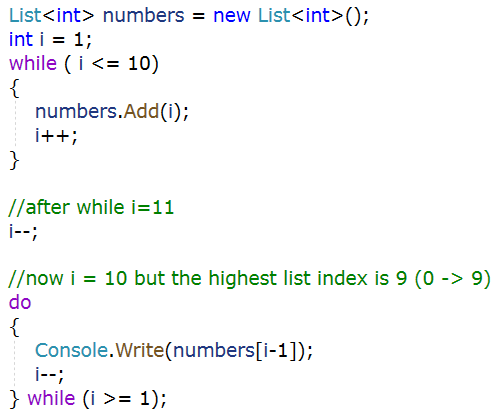 List<int> numbers = new List<int>();
int i = 1;
while ( i <= 10)
{
numbers.Add(i);
i++;
}
//after while i=11
i--;
//now i = 10 but the highest list index is 9 (0 -> 9)
do
{
Console.Write(numbers[i-1]);
i--;
} while (i >= 1);